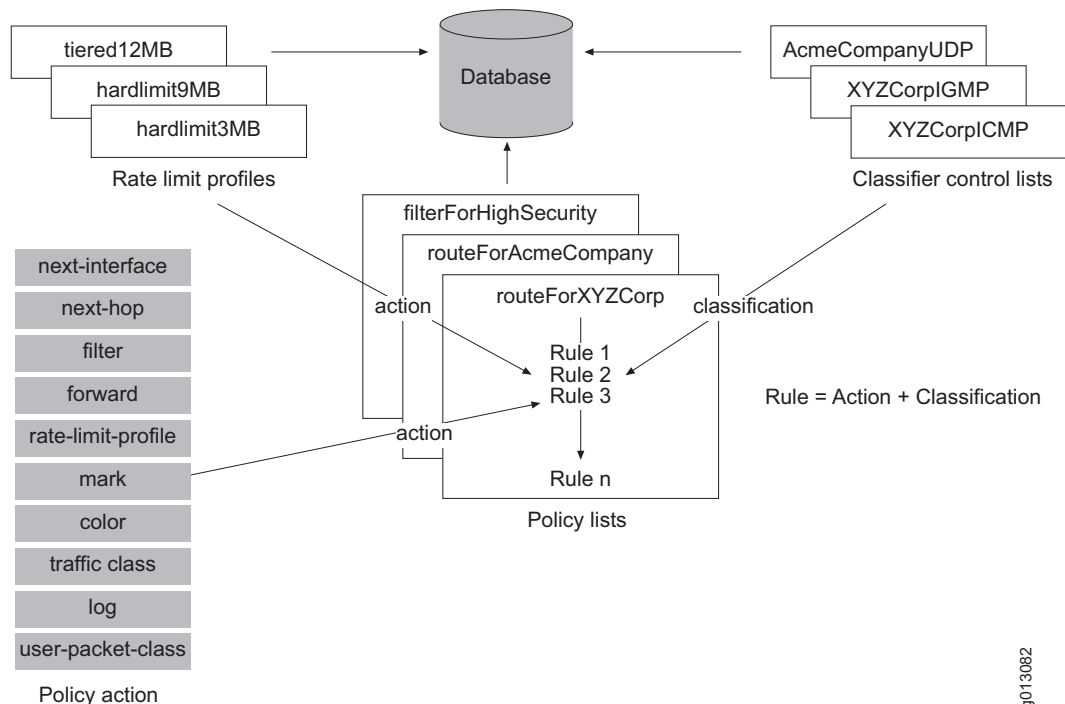 tiered12MB
hardlimit9MB
hardlimit3MB
Rate limit profiles
Database
AcmeCompanyUDP
XYZCorpIGMP
XYZCorpICMP
Classifier control lists
filterForHighSecurity
routeForAcmeCompany
routeForXYZCorp
action
classification
Rule 1
Rule 2
Rule 3
action
Rule n
Policy lists
Rule = Action + Classification
next-interface
next-hop
filter
forward
rate-limit-profile
mark
color
traffic class
log
user-packet-class
Policy action
g013082